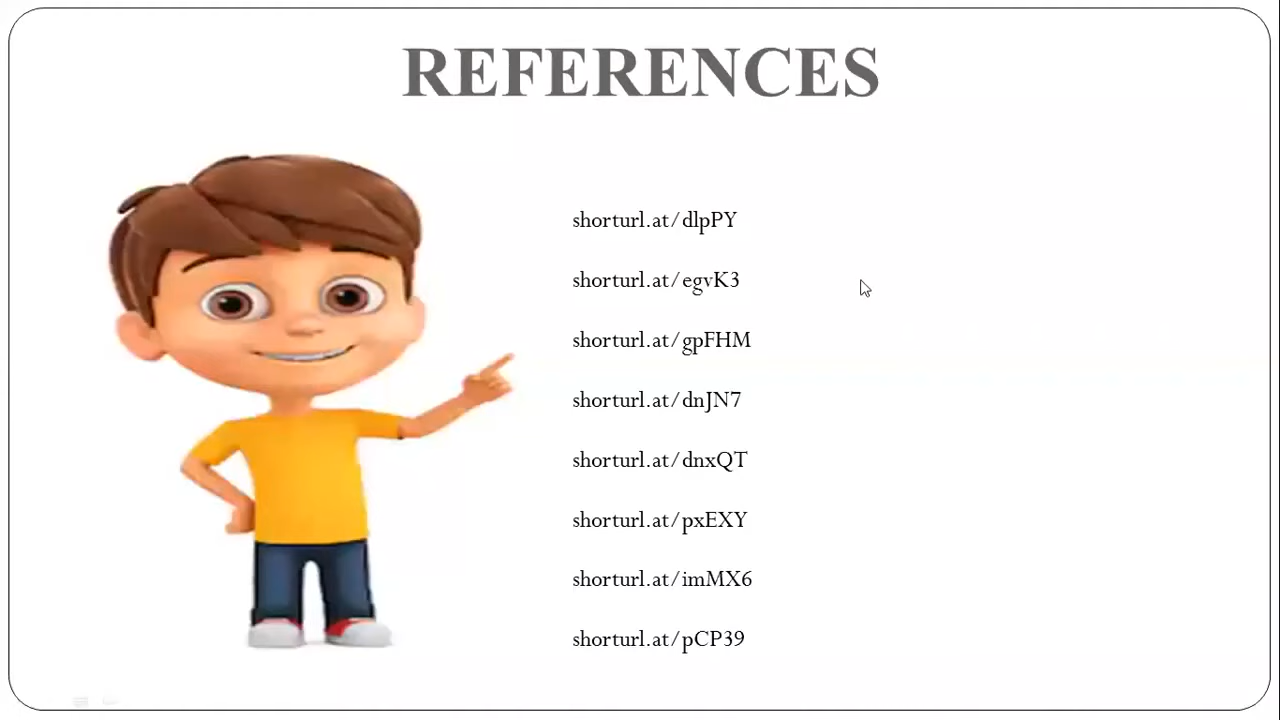 REFERENCES
shorturl.at/dlpPY
shorturl.at/egvK3
shorturl.at/gpFHM
shorturl.at/dnJN7
shorturl.at/dnxQT
shorturl.at/pxEXY
shorturl.at/imMX6
shorturl.at/pCP39